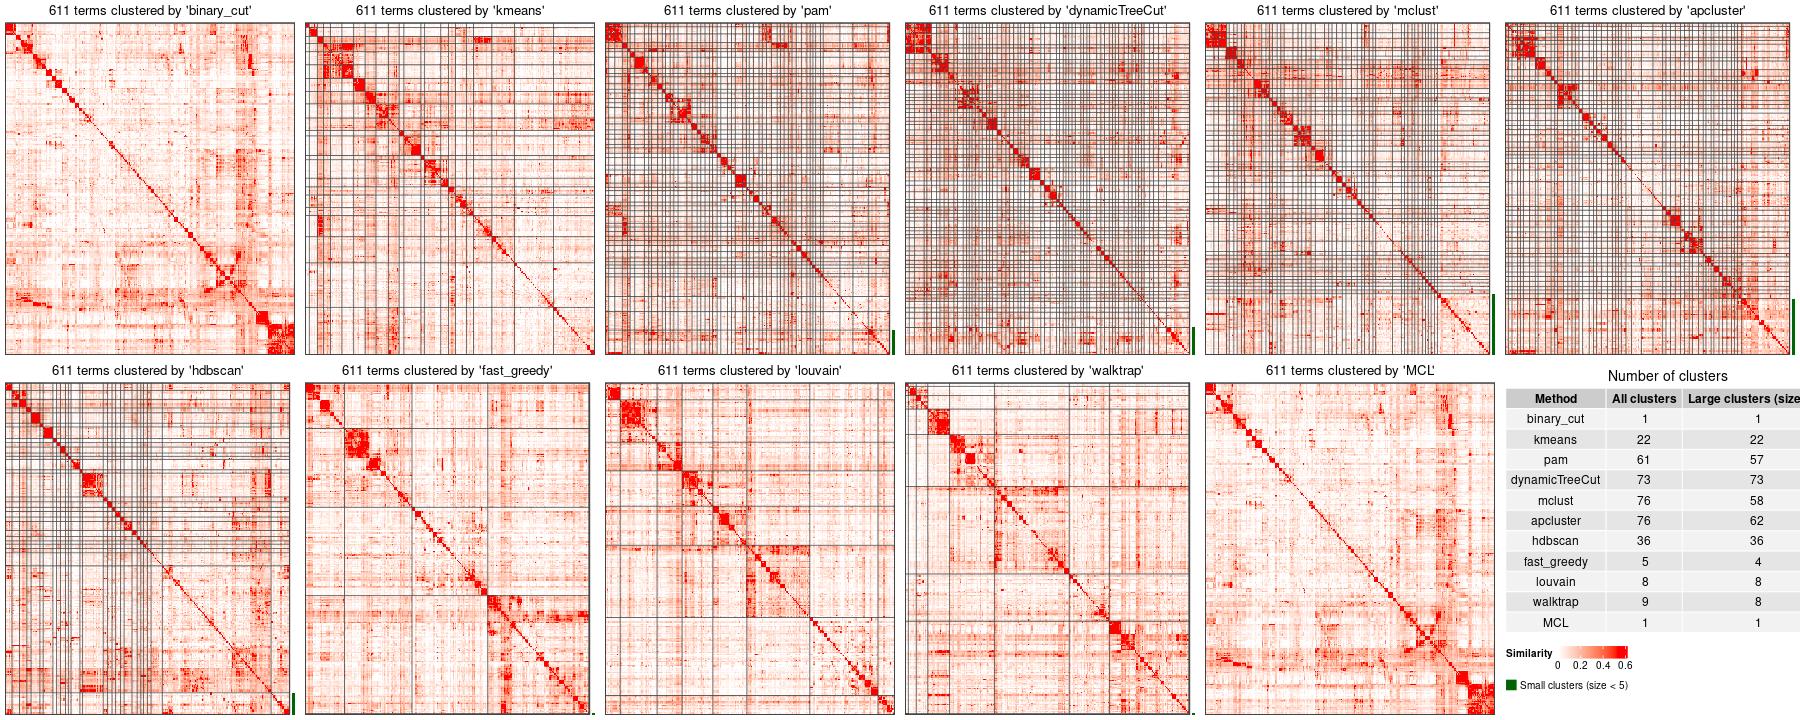 611 terms clustered by 'binary_cut'
611 terms clustered by 'kmeans'
611 terms clustered by 'pam'
611 terms clustered by 'dynamicTreeCut'
611 terms clustered by 'mclust'
611 terms clustered by 'apcluster'
611 terms clustered by 'hdbscan'
611 terms clustered by 'fast_greedy'
611 terms clustered by 'louvain'
611 terms clustered by 'walktrap'
611 terms clustered by 'MCL'
Number of clusters
Method All clusters Large clusters (size
binary_cut 1 1
kmeans 22 22
pam 61 57
dynamicTreeCut 73 73
mclust 76 58
apcluster 76 62
hdbscan 36 36
fast_greedy 5 4
louvain 8 8
walktrap 9 8
MCL 1 1
Similarity
0 0.2 0.4 0.6
Small clusters (size < 5)